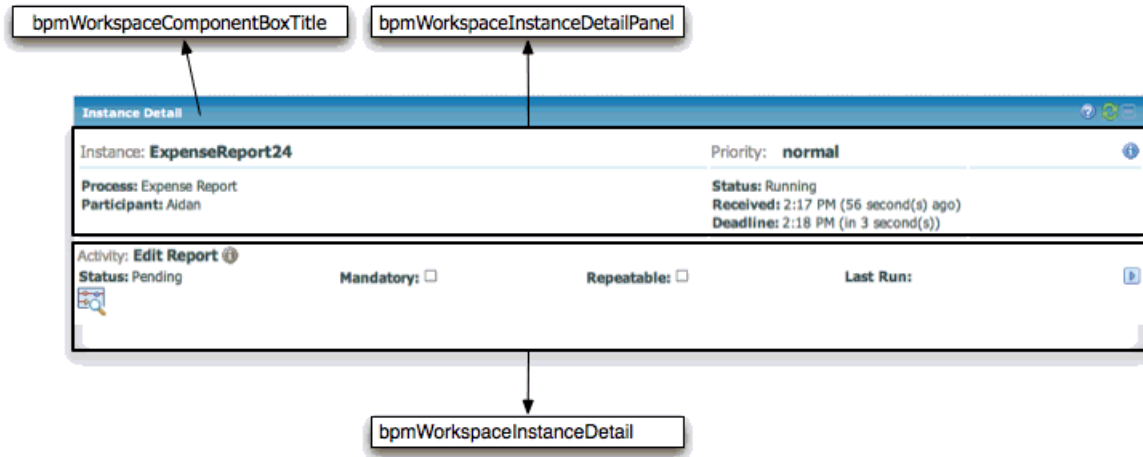 bpmWorkspaceComponentBoxTitle
bpmWorkspaceInstanceDetailPanel
Instance Detail
Instance: ExpenseReport24
Priority: normal
Process: Expense Report
Participant: Aidan
Status: Running
Received: 2:17 PM (56 second(s) ago)
Deadline: 2:18 PM (in 3 second(s))
Activity: Edit Report
Status: Pending
Mandatory:
Repeatable:
Last Run:
bpmWorkspaceInstanceDetail